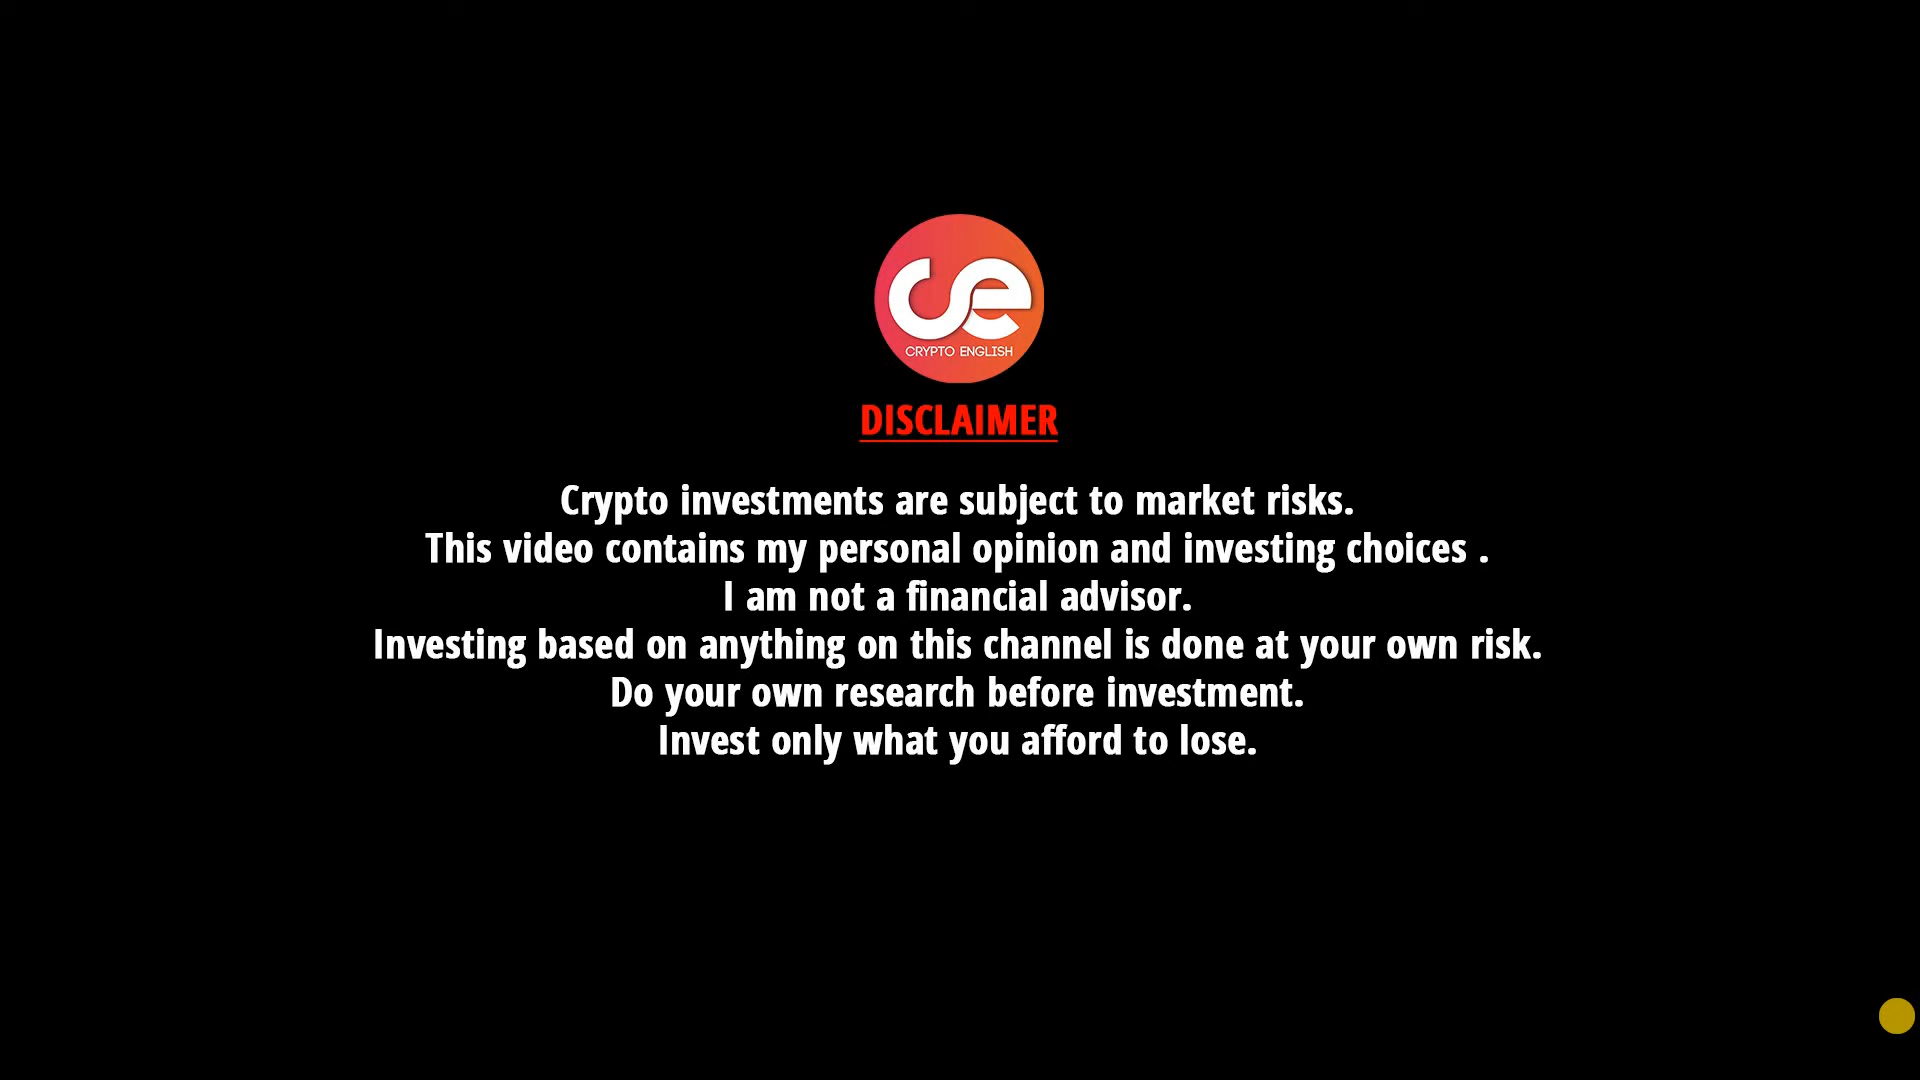 ce
CRYPTO ENGLISH
DISCLAIMER
Crypto investments are subject to market risks.
This video contains my personal opinion and investing choices .
I am not a financial advisor.
Investing based on anything on this channel is done at your own risk.
Do your own research before investment.
Invest only what you afford to lose.